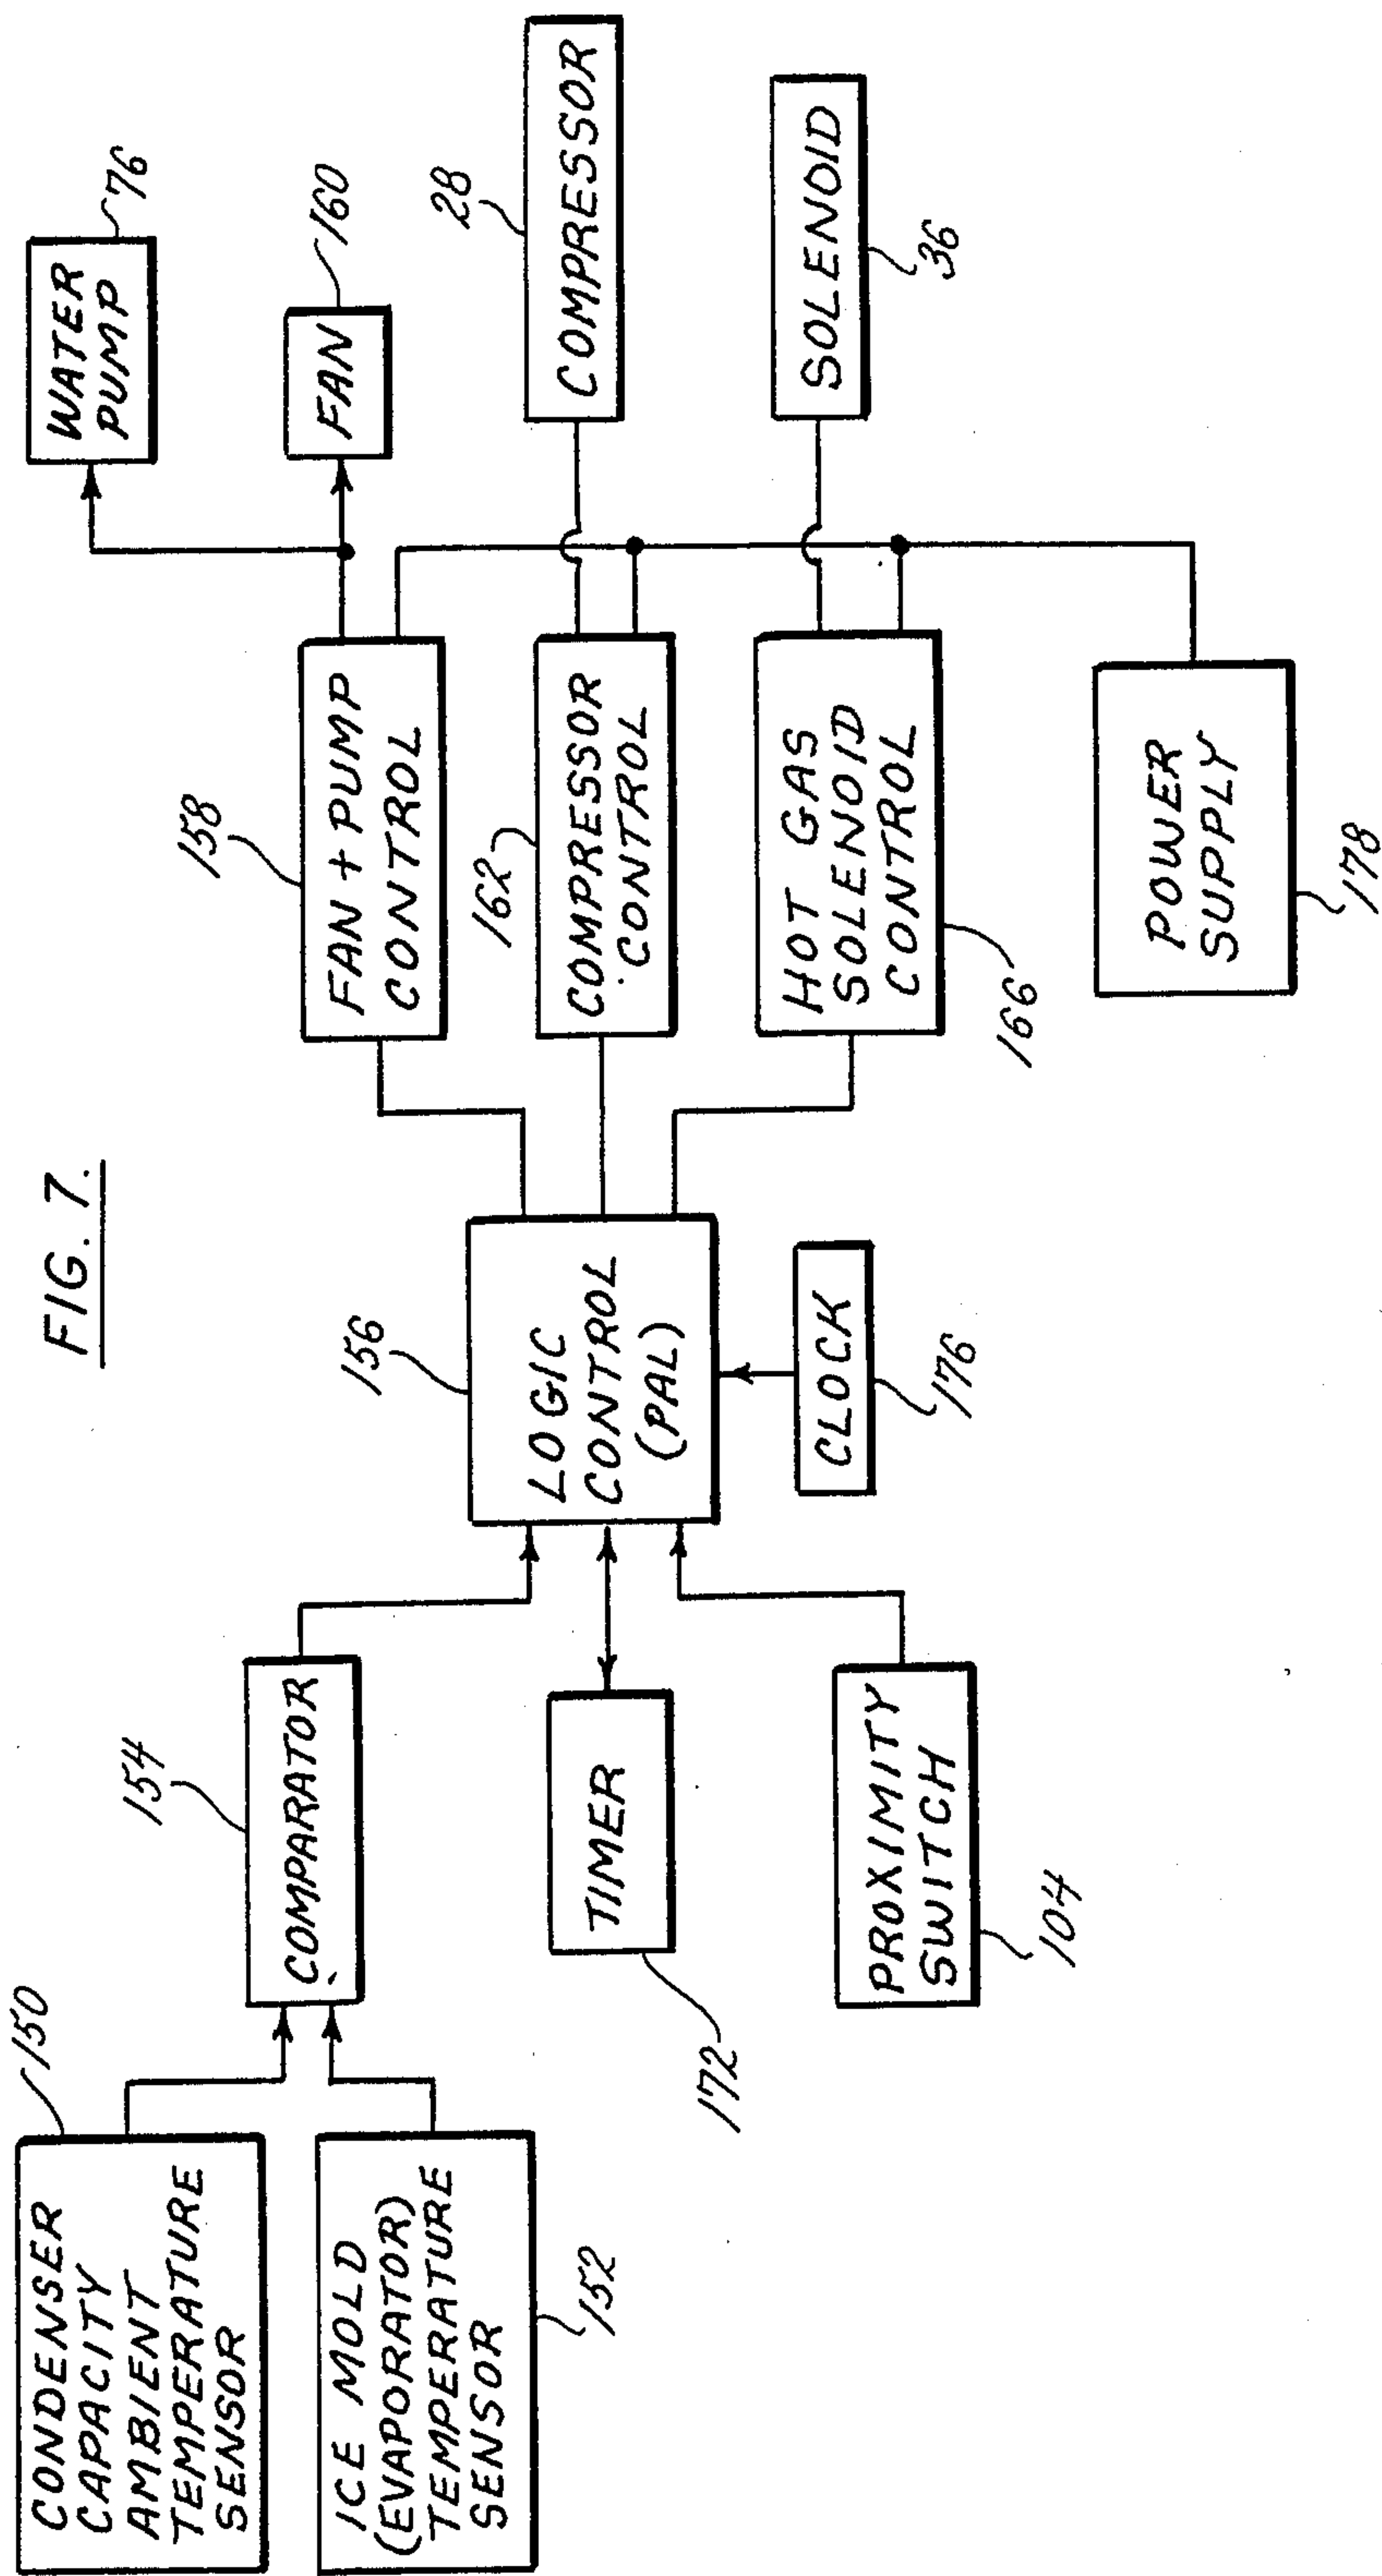 FIG. 7.
CONDENSER
CAPACITY
AMBIENT
TEMPERATURE
SENSOR
150
ICE MOLD
(EVAPORATOR)
TEMPERATURE
SENSOR
152
COMPARATOR
154
TIMER
172
PROXIMITY
SWITCH
104
LOGIC
CONTROL
(PAL)
156
CLOCK
176
FAN + PUMP
CONTROL
158
COMPRESSOR
CONTROL
162
HOT GAS
SOLENOID
CONTROL
166
POWER
SUPPLY
178
WATER
PUMP
76
FAN
160
COMPRESSOR
28
SOLENOID
36